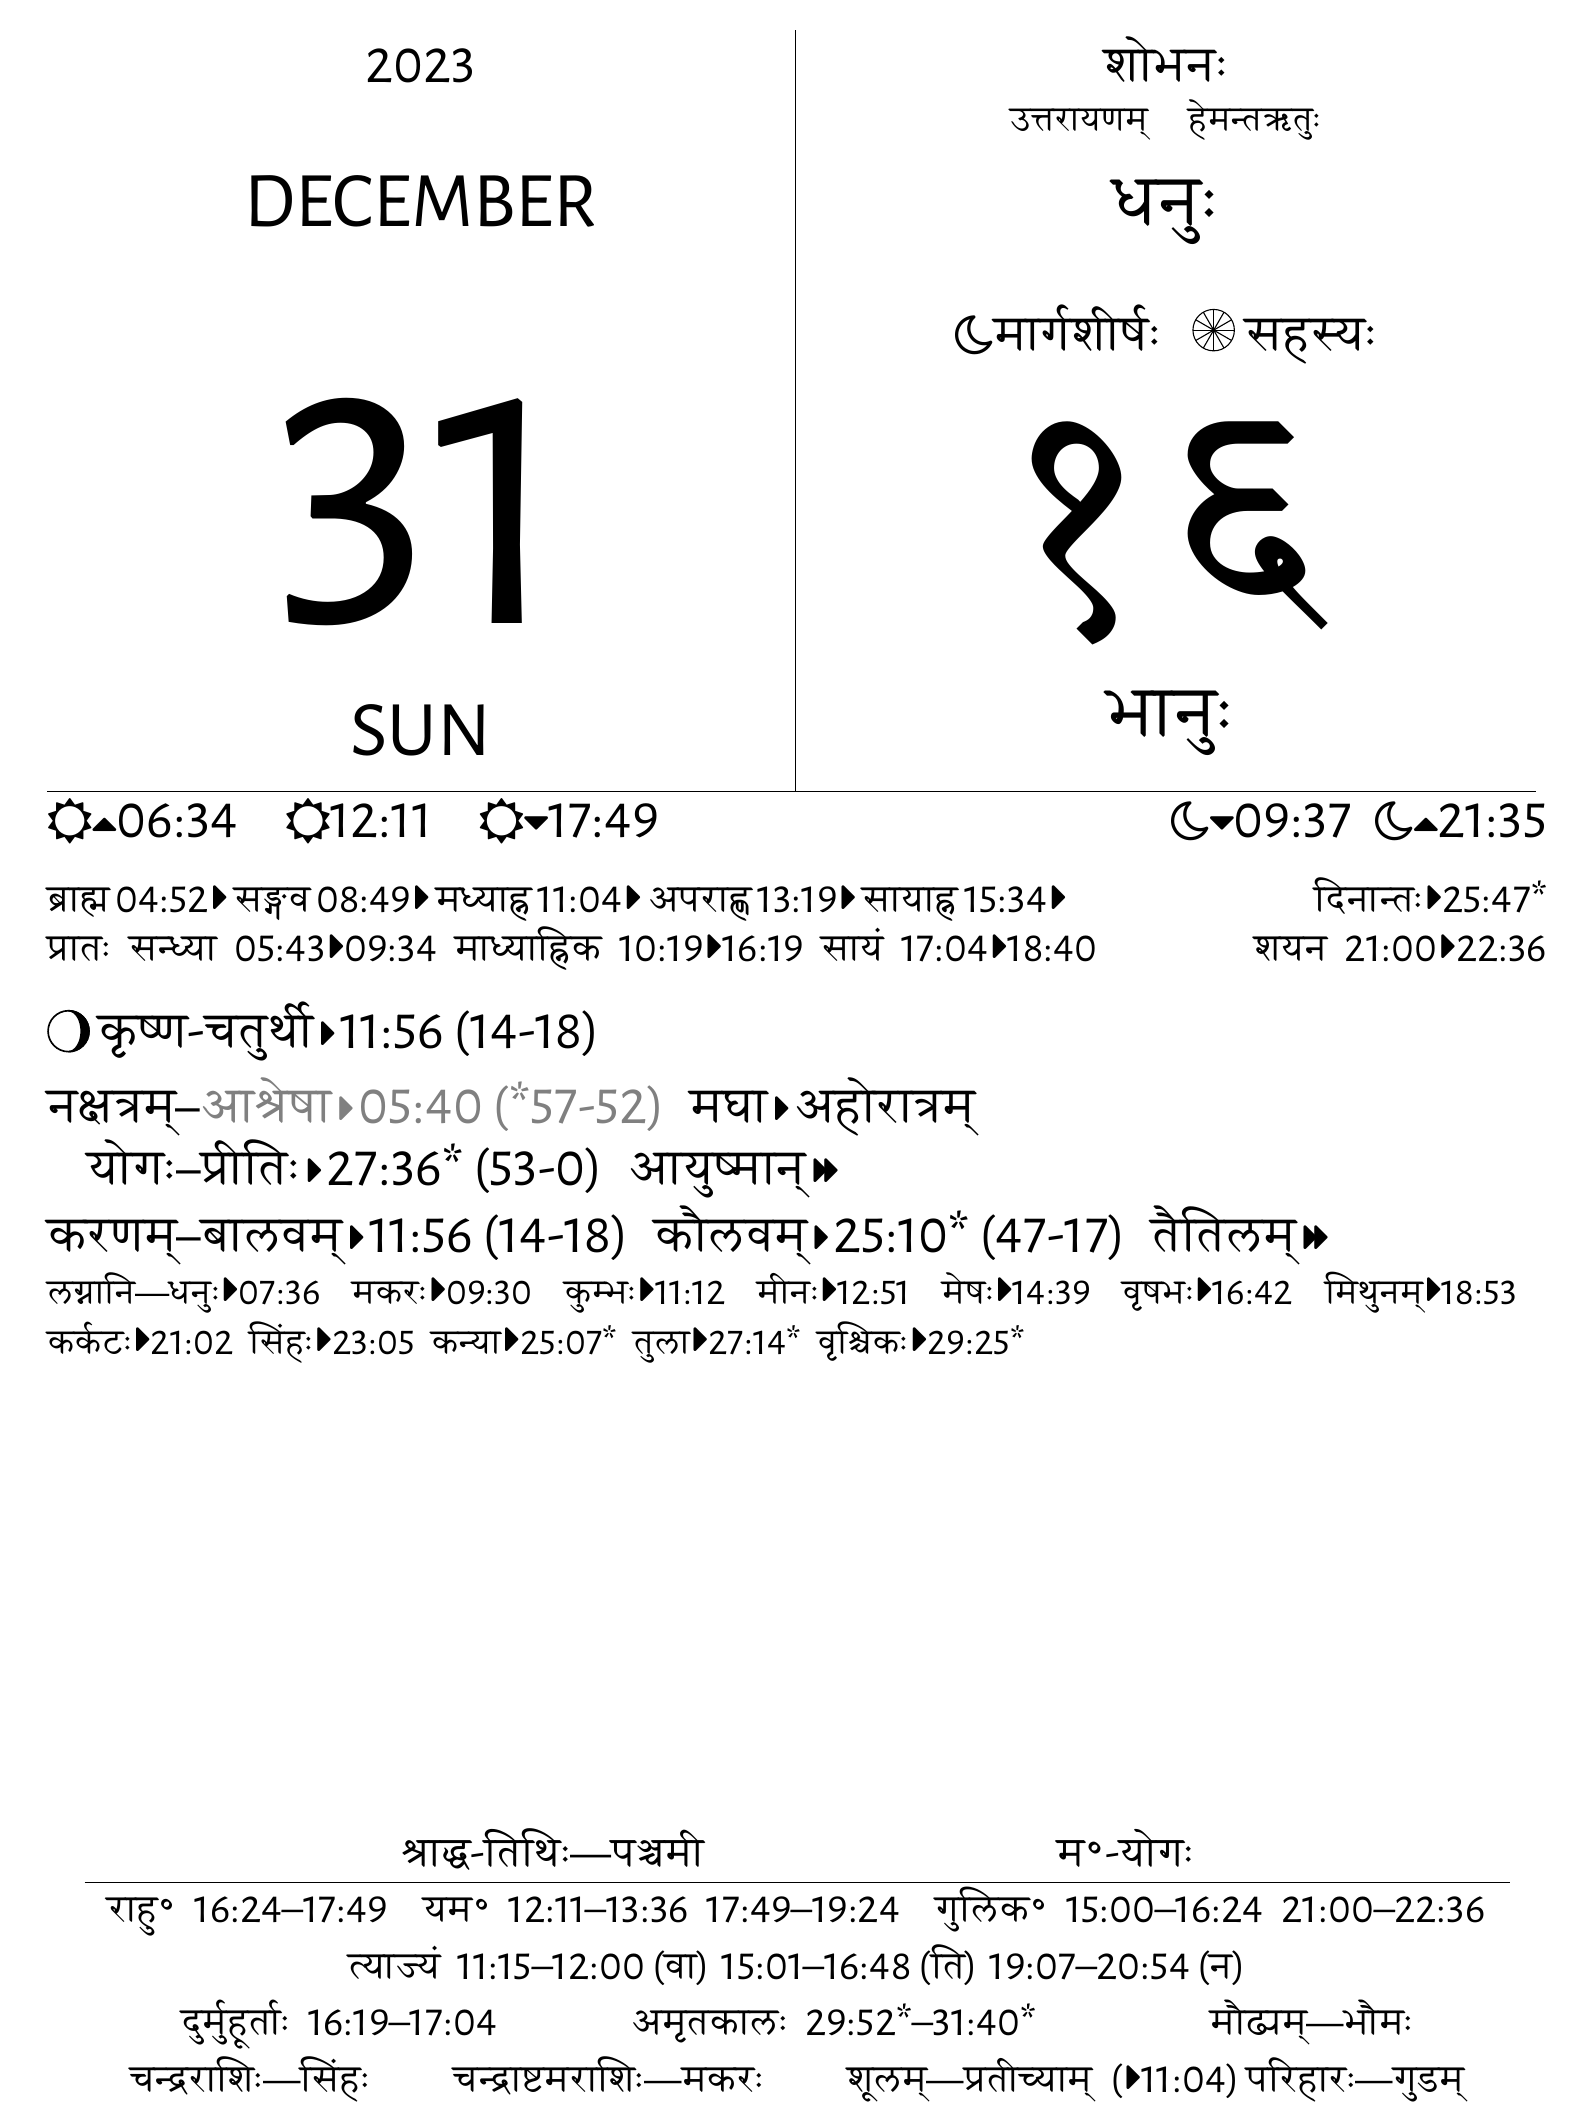 2023
DECEMBER
31
SUN
शोभनः
उत्तरायणम् हेमन्तऋतुः
धनुः
मार्गशीर्षः सहस्यः
१६
भानुः
06:34 12:11 17:49 09:37 21:35
ब्राह्म 04:52 सङ्गव 08:49 मध्याह्न 11:04 अपराह्ण 13:19 सायाह्न 15:34 दिनान्तः 25:47*
प्रातः सन्ध्या 05:43 09:34 माध्याह्निक 10:19 16:19 सायं 17:04 18:40 शयन 21:00 22:36
कृष्ण-चतुर्थी 11:56 (14-18)
नक्षत्रम्–आश्रेषा 05:40 (*57-52) मघा अहोरात्रम्
योगः–प्रीतिः 27:36* (53-0) आयुष्मान्
करणम्–बालवम् 11:56 (14-18) कौलवम् 25:10* (47-17) तैतिलम्
लग्नानि—धनुः 07:36 मकरः 09:30 कुम्भः 11:12 मीनः 12:51 मेषः 14:39 वृषभः 16:42 मिथुनम् 18:53
कर्कटः 21:02 सिंहः 23:05 कन्या 25:07* तुला 27:14* वृश्चिकः 29:25*
श्राद्ध-तिथिः—पञ्चमी म°-योगः
राहु° 16:24–17:49 यम° 12:11–13:36 17:49–19:24 गुलिक° 15:00–16:24 21:00–22:36
त्याज्यं 11:15–12:00 (वा) 15:01–16:48 (ति) 19:07–20:54 (न)
दुर्मुहूर्ताः 16:19–17:04 अमृतकालः 29:52*–31:40* मौढ्यम्—भौमः
चन्द्रराशिः—सिंहः चन्द्राष्टमराशिः—मकरः शूलम्—प्रतीच्याम् ( 11:04) परिहारः—गुडम्